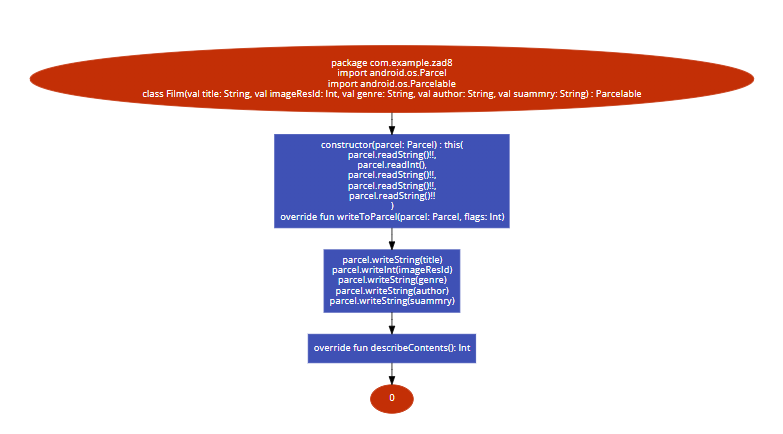 package com.example.zad8
import android.os.Parcel
import android.os.Parcelable
class Film(val title: String, val imageResId: Int, val genre: String, val author: String, val suammry: String) : Parcelable
constructor(parcel: Parcel) : this(
parcel.readString()!!,
parcel.readInt(),
parcel.readString()!!,
parcel.readString()!!,
parcel.readString()!!
)
override fun writeToParcel(parcel: Parcel, flags: Int)
parcel.writeString(title)
parcel.writeInt(imageResId)
parcel.writeString(genre)
parcel.writeString(author)
parcel.writeString(suammry)
override fun describeContents(): Int
0